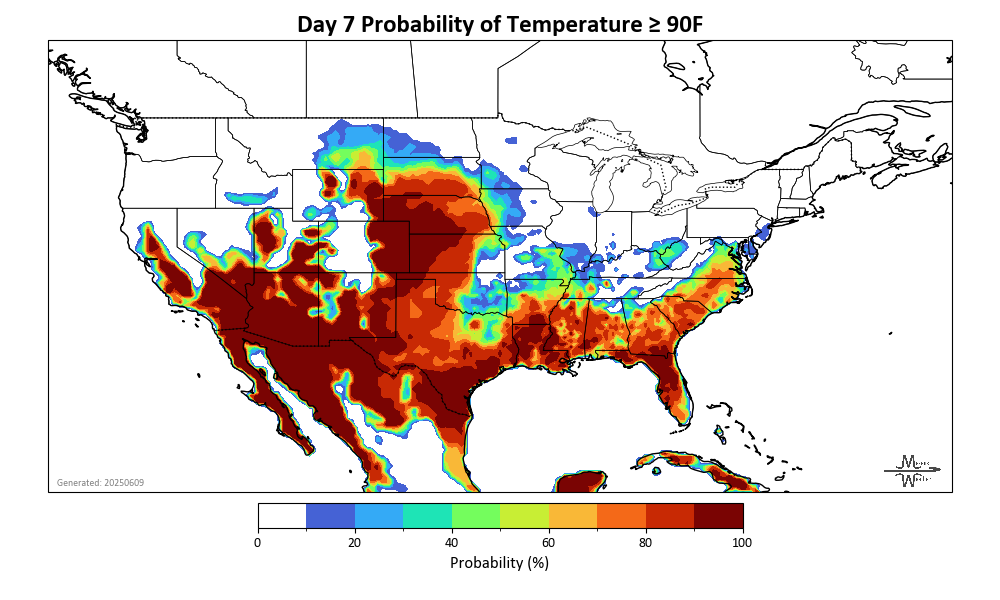 Day 7 Probability of Temperature ≥ 90F
Generated: 20250609
0 20 40 60 80 100
Probability (%)